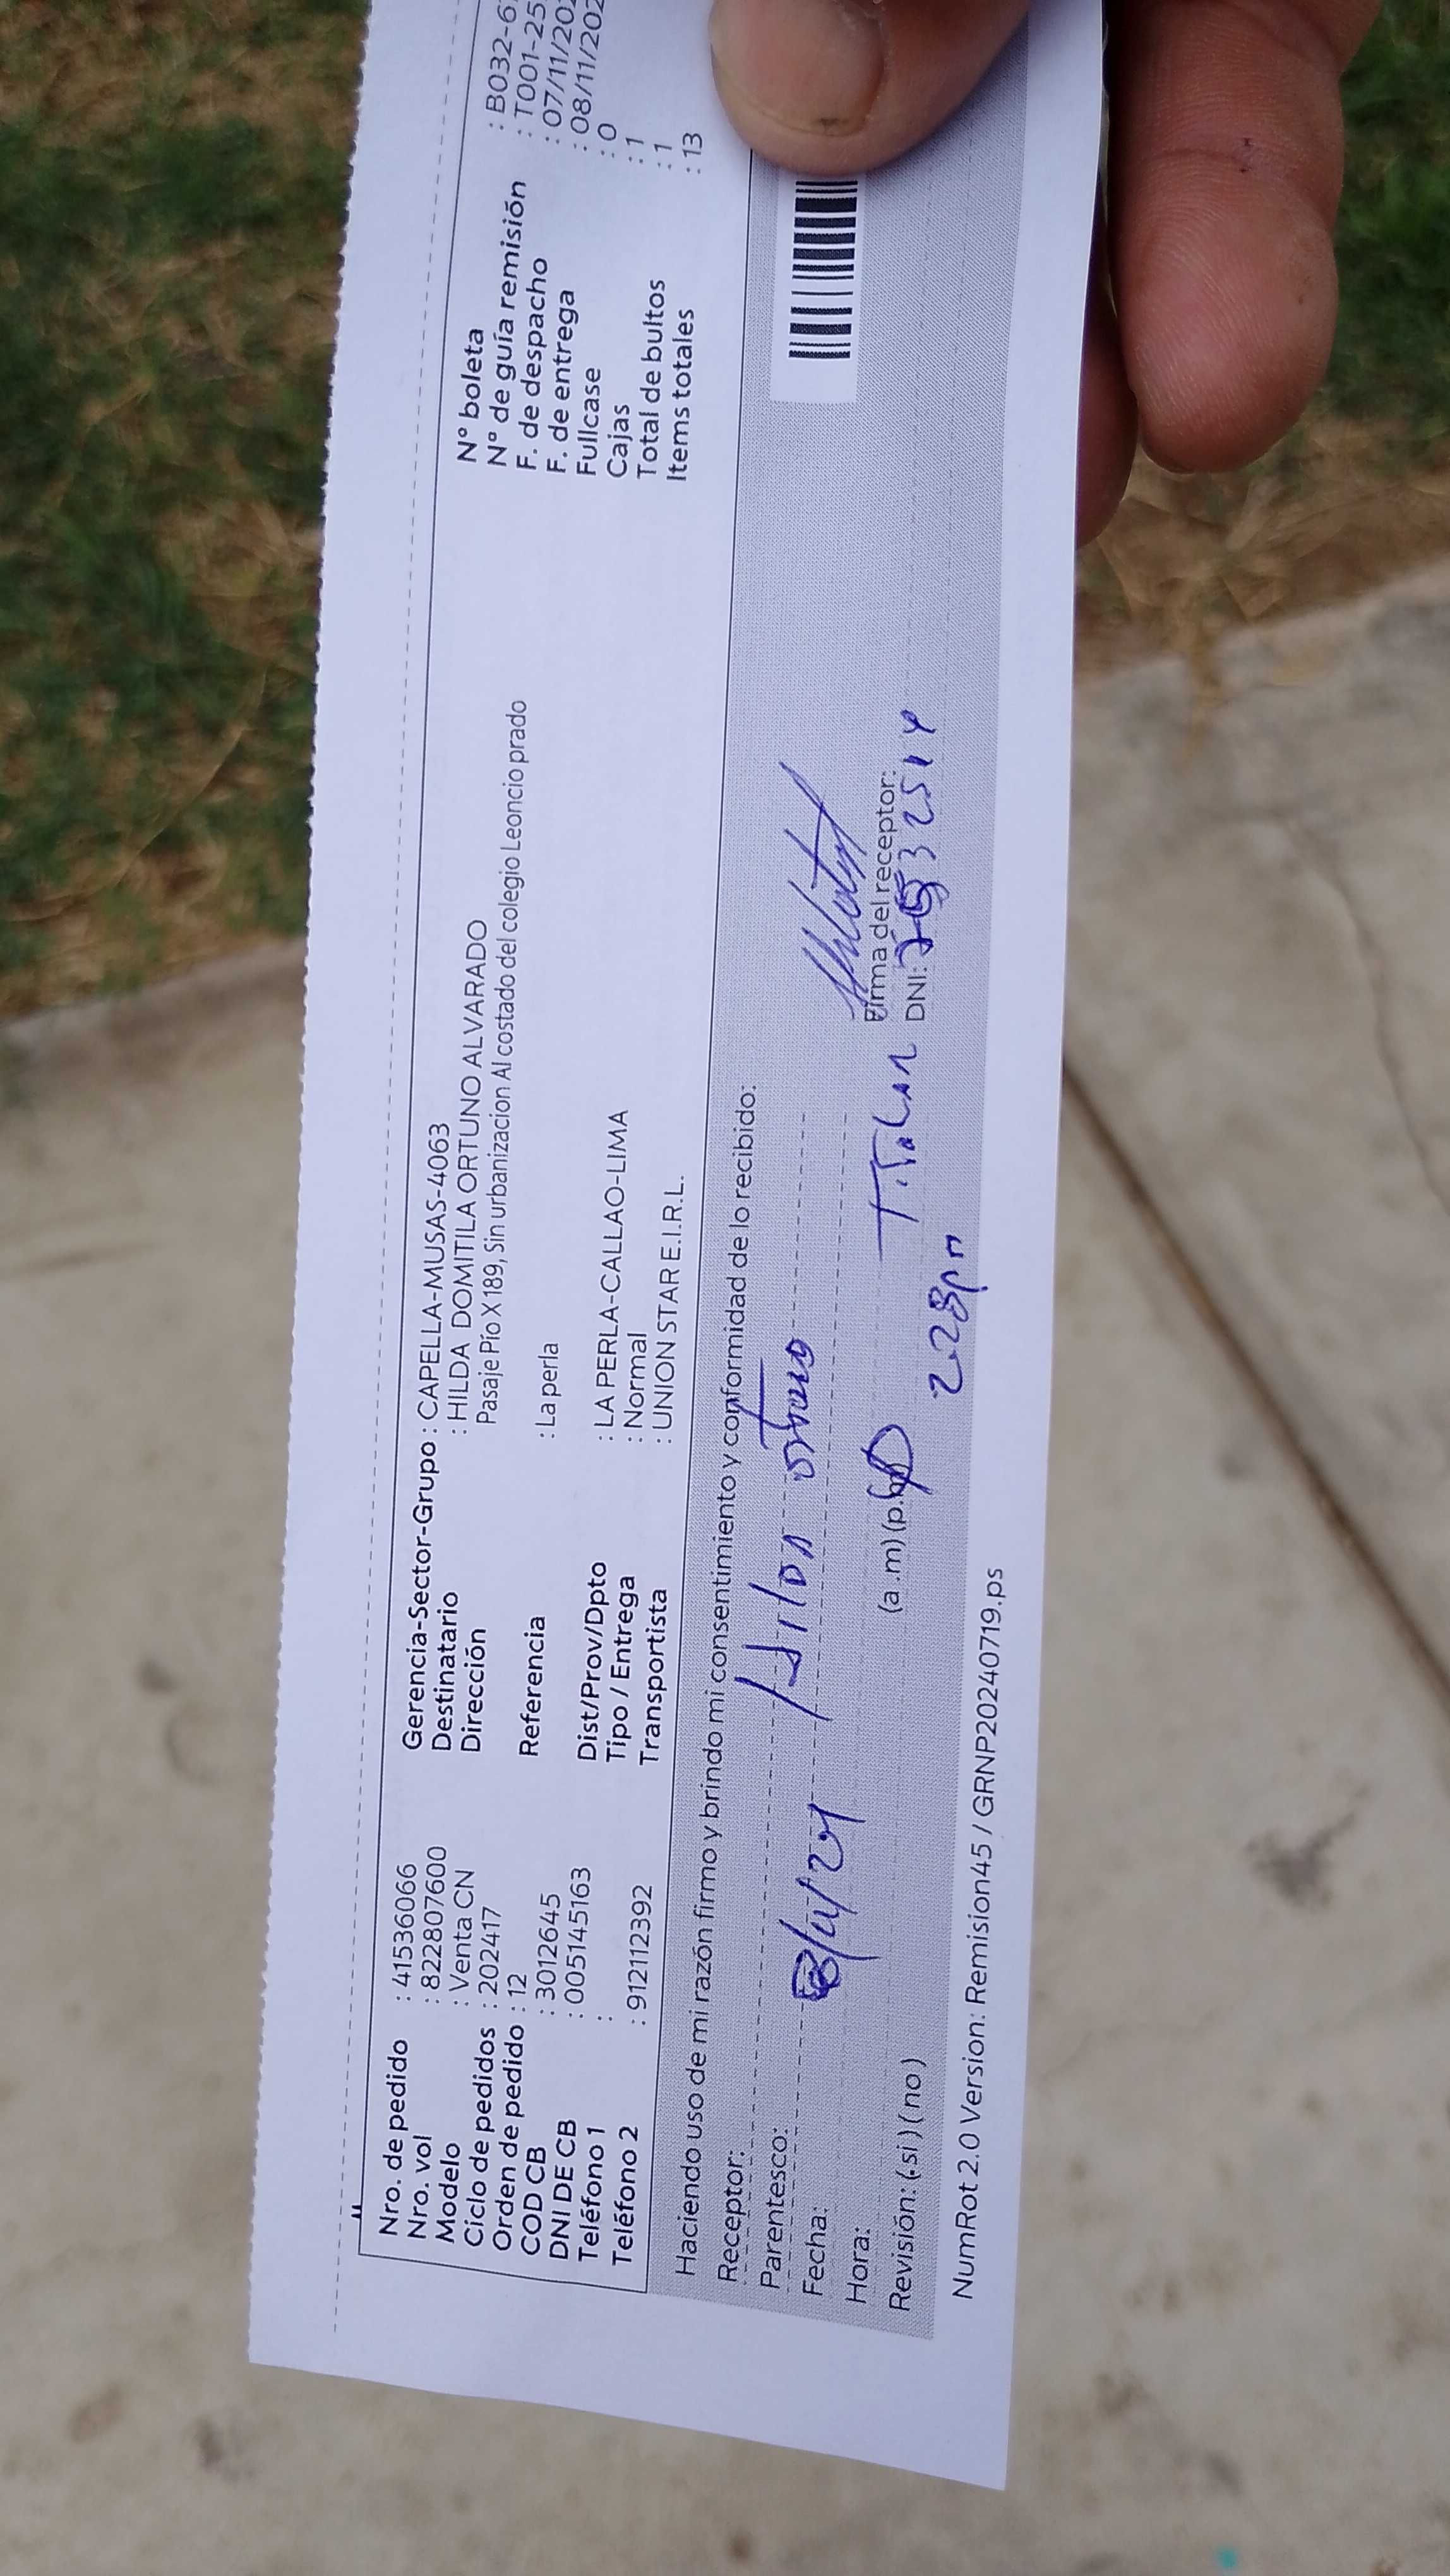 Nro. de pedido : 41536066
Nro. vol : 822807600
Modelo : Venta CN
Ciclo de pedidos : 202417
Orden de pedido : 12
COD CB : 3012645
DNI DE CB : 005145163
Teléfono 1 :
Teléfono 2 : 912112392
Gerencia-Sector-Grupo : CAPELLA-MUSAS-4063
Destinatario : HILDA DOMITILA ORTUNO ALVARADO
Dirección Pasaje Pío X 189, Sin urbanizacion Al costado del colegio Leoncio prado
Referencia : La perla
Dist/Prov/Dpto : LA PERLA-CALLAO-LIMA
Tipo / Entrega : Normal
Transportista : UNION STAR E.I.R.L.
N° boleta : B032-6
N° de guía remisión : T001-25
F. de despacho : 07/11/202
F. de entrega : 08/11/202
Fullcase : 0
Cajas : 1
Total de bultos : 1
Items totales : 13
Haciendo uso de mi razón firmo y brindo mi consentimiento y conformidad de lo recibido:
Receptor: Hilda Ortuno
Parentesco:
Fecha: 8/11/24
Hora: 2.28pm
(a .m) (p.m)
Titular
Firma del receptor:
DNI:
Revisión: ( si ) ( no )
NumRot 2.0 Version: Remision45 / GRNP20240719.ps